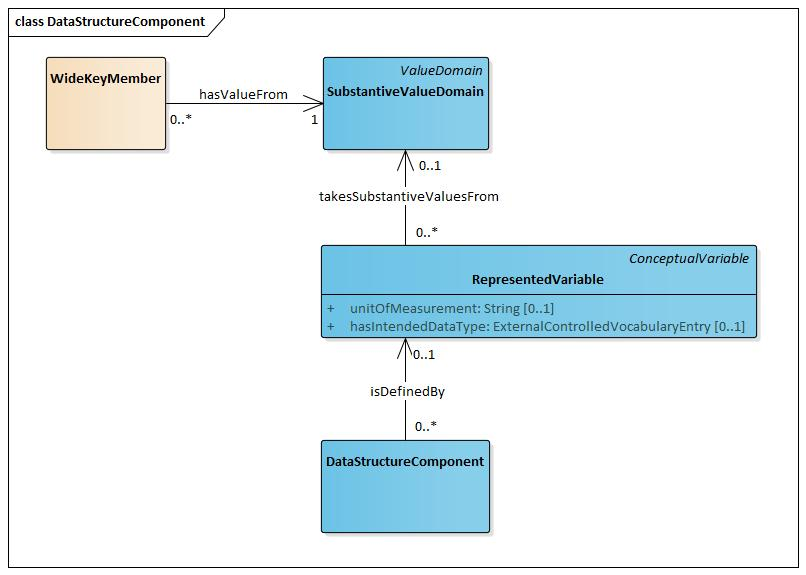 class DataStructureComponent
WideKeyMember
hasValueFrom
0..*
1
ValueDomain
SubstantiveValueDomain
0..1
takesSubstantiveValuesFrom
0..*
ConceptualVariable
RepresentedVariable
+ unitOfMeasurement: String [0..1]
+ hasIntendedDataType: ExternalControlledVocabularyEntry [0..1]
0..1
isDefinedBy
0..*
DataStructureComponent